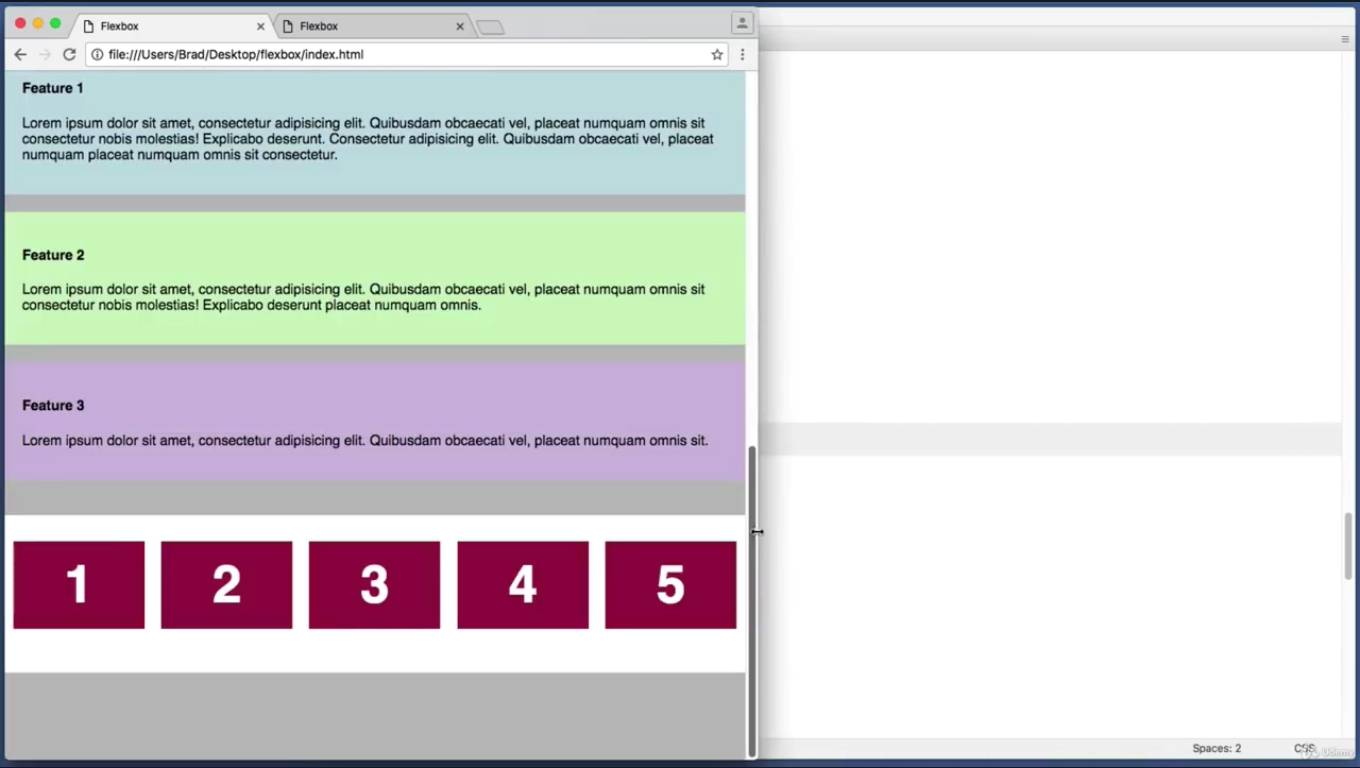 Flexbox
Flexbox
file:///Users/Brad/Desktop/flexbox/index.html
Feature 1
Lorem ipsum dolor sit amet, consectetur adipisicing elit. Quibusdam obcaecati vel, placeat numquam omnis sit
consectetur nobis molestias! Explicabo deserunt. Consectetur adipisicing elit. Quibusdam obcaecati vel, placeat
numquam placeat numquam omnis sit consectetur.
Feature 2
Lorem ipsum dolor sit amet, consectetur adipisicing elit. Quibusdam obcaecati vel, placeat numquam omnis sit
consectetur nobis molestias! Explicabo deserunt placeat numquam omnis.
Feature 3
Lorem ipsum dolor sit amet, consectetur adipisicing elit. Quibusdam obcaecati vel, placeat numquam omnis sit.
1 2 3 4 5
Spaces: 2 CSS
Udemy